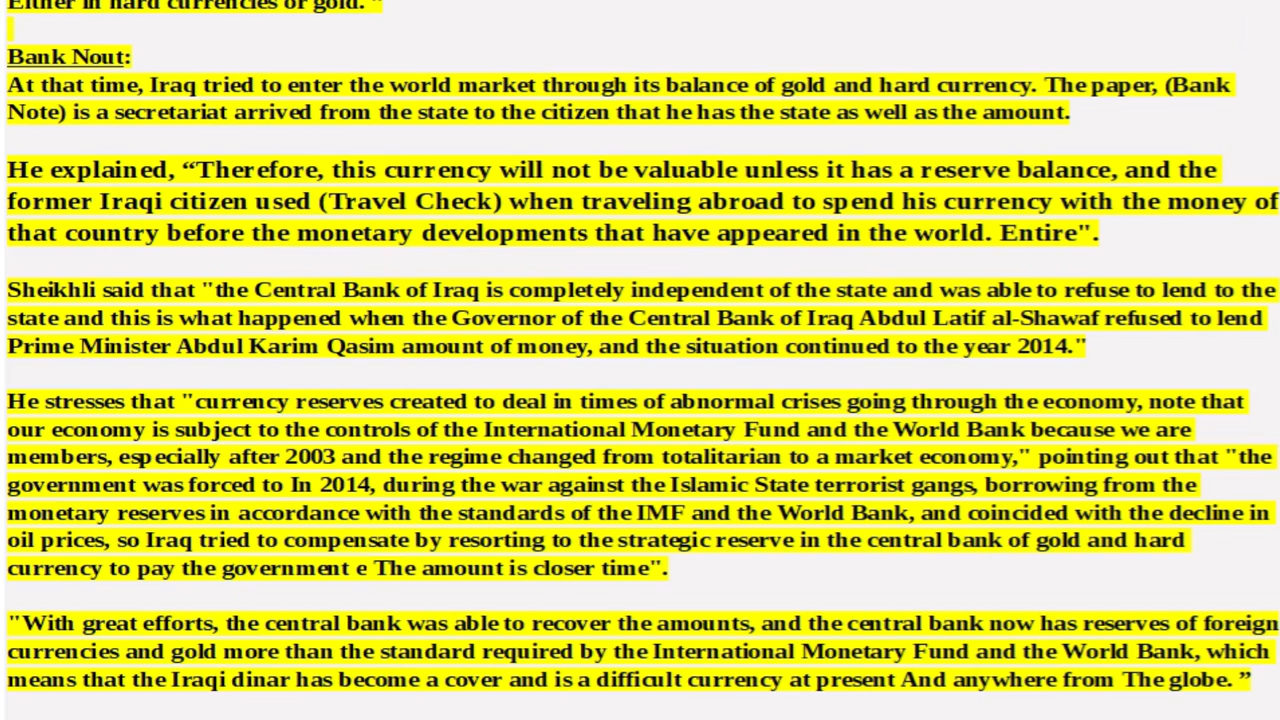 Either in hard currencies or gold. "
Bank Nout:
At that time, Iraq tried to enter the world market through its balance of gold and hard currency. The paper, (Bank
Note) is a secretariat arrived from the state to the citizen that he has the state as well as the amount.
He explained, “Therefore, this currency will not be valuable unless it has a reserve balance, and the
former Iraqi citizen used (Travel Check) when traveling abroad to spend his currency with the money of
that country before the monetary developments that have appeared in the world. Entire".
Sheikhli said that "the Central Bank of Iraq is completely independent of the state and was able to refuse to lend to the
state and this is what happened when the Governor of the Central Bank of Iraq Abdul Latif al-Shawaf refused to lend
Prime Minister Abdul Karim Qasim amount of money, and the situation continued to the year 2014."
He stresses that "currency reserves created to deal in times of abnormal crises going through the economy, note that
our economy is subject to the controls of the International Monetary Fund and the World Bank because we are
members, especially after 2003 and the regime changed from totalitarian to a market economy," pointing out that "the
government was forced to In 2014, during the war against the Islamic State terrorist gangs, borrowing from the
monetary reserves in accordance with the standards of the IMF and the World Bank, and coincided with the decline in
oil prices, so Iraq tried to compensate by resorting to the strategic reserve in the central bank of gold and hard
currency to pay the government e The amount is closer time".
"With great efforts, the central bank was able to recover the amounts, and the central bank now has reserves of foreign
currencies and gold more than the standard required by the International Monetary Fund and the World Bank, which
means that the Iraqi dinar has become a cover and is a difficult currency at present And anywhere from The globe. ”